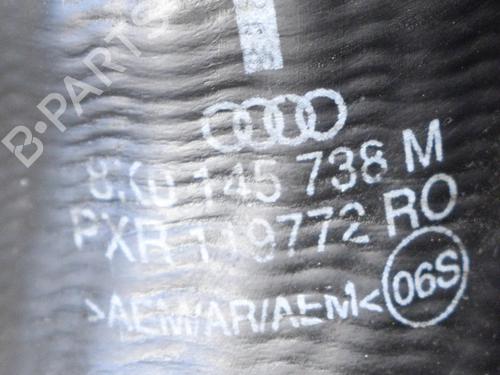 B-PARTS
8K0 145 738 M
PXR 119772 RO
>AEM/AR/AEM< 06S